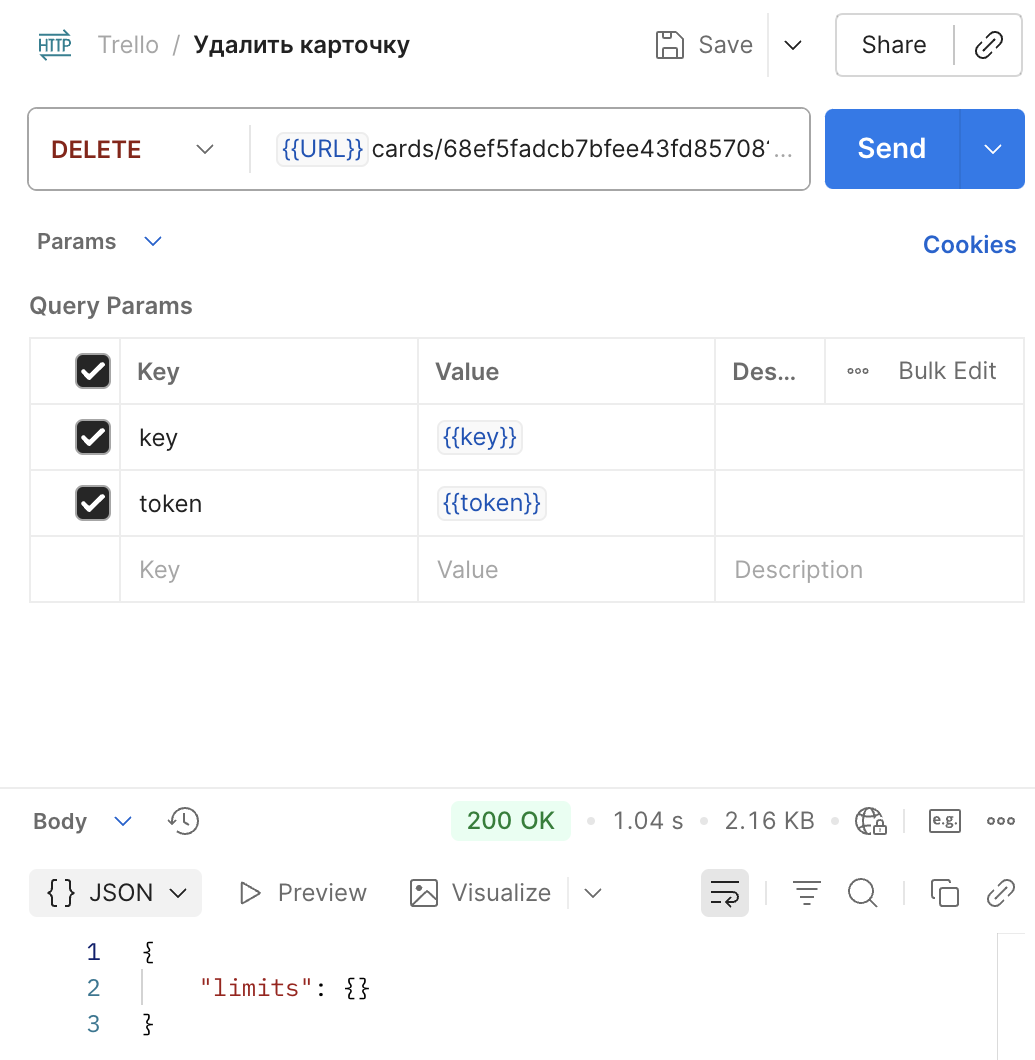 HTTP Trello / Удалить карточку Save Share
DELETE {{URL}} cards/68ef5fadcb7bfee43fd85708 ... Send
Params Cookies
Query Params
Key Value Des... Bulk Edit
key {{key}}
token {{token}}
Key Value Description
Body 200 OK • 1.04 s • 2.16 KB • e.g.
{ } JSON Preview Visualize
1 {
2 "limits": {}
3 }